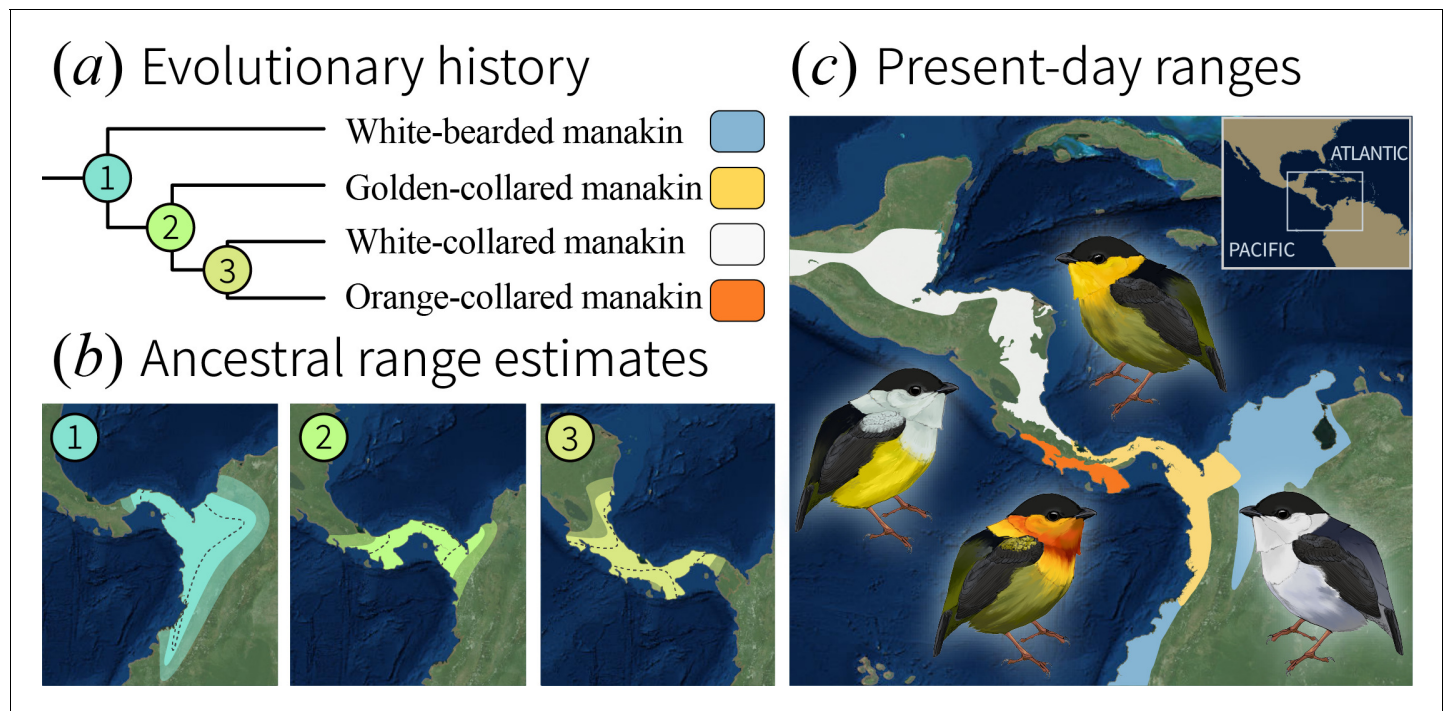 (a) Evolutionary history
1
White-bearded manakin
2
Golden-collared manakin
3
White-collared manakin
Orange-collared manakin
(b) Ancestral range estimates
1
2
3
(c) Present-day ranges
ATLANTIC
PACIFIC